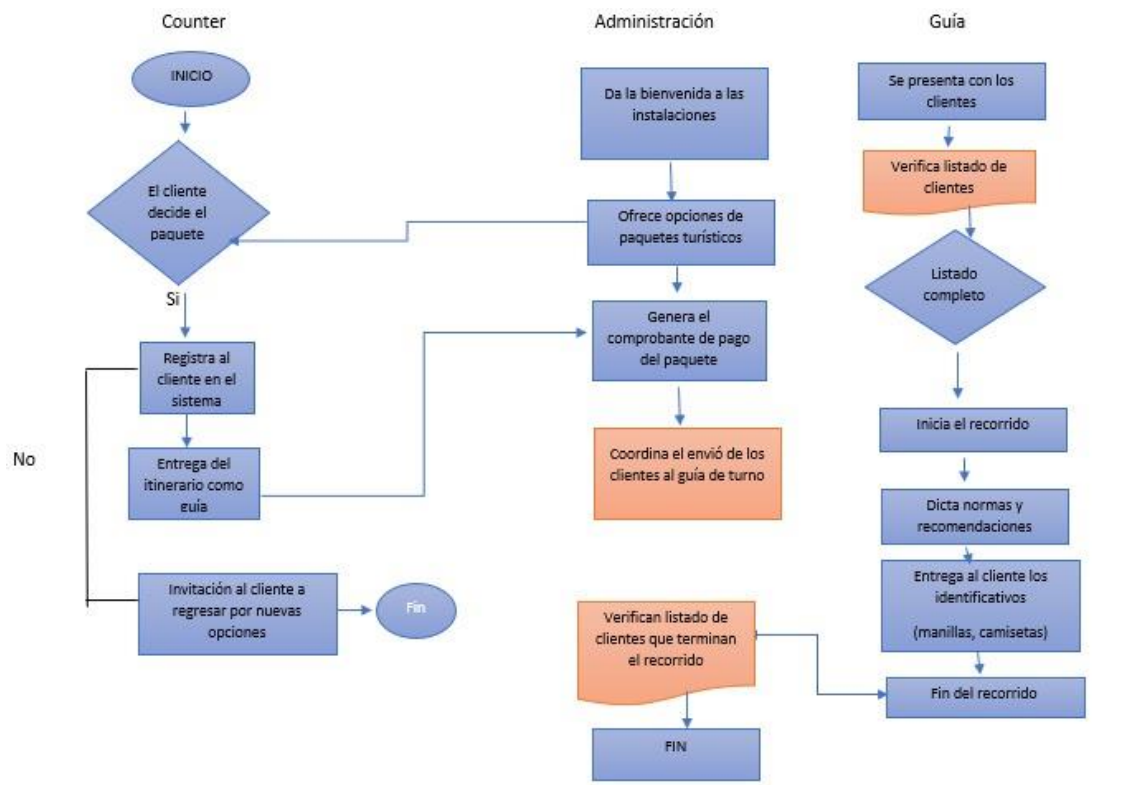 Counter
Administración
Guía
INICIO
El cliente
decide el
paquete
Si
Registra al
cliente en el
sistema
No
Entrega del
itinerario como
guía
Invitación al cliente a
regresar por nuevas
opciones
Fin
Da la bienvenida a las
instalaciones
Ofrece opciones de
paquetes turísticos
Genera el
comprobante de pago
del paquete
Coordina el envió de los
clientes al guía de turno
Verifican listado de
clientes que terminan
el recorrido
FIN
Se presenta con los
clientes
Verifica listado de
clientes
Listado
completo
Inicia el recorrido
Dicta normas y
recomendaciones
Entrega al cliente los
identificativos
(manillas, camisetas)
Fin del recorrido